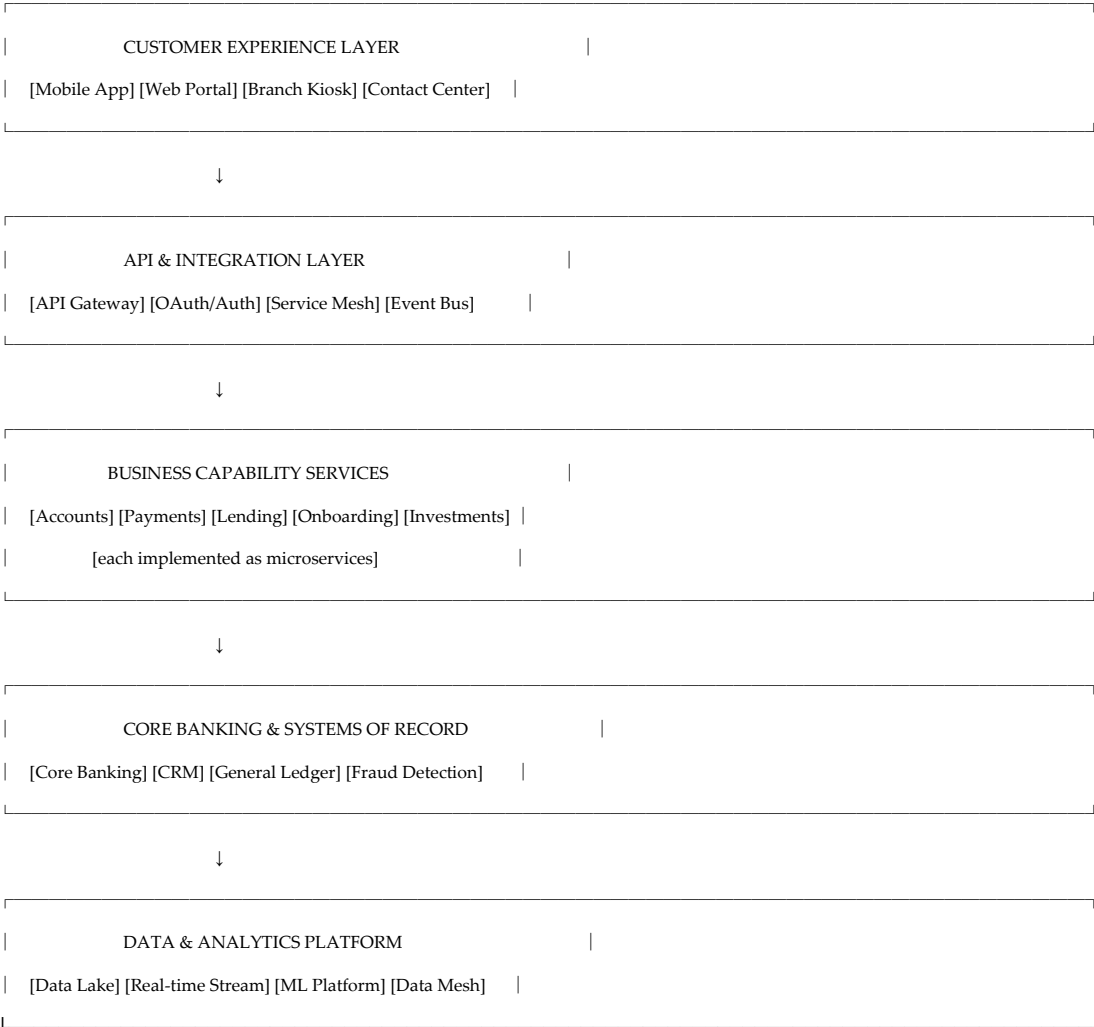 CUSTOMER EXPERIENCE LAYER
[Mobile App] [Web Portal] [Branch Kiosk] [Contact Center]
↓
API & INTEGRATION LAYER
[API Gateway] [OAuth/Auth] [Service Mesh] [Event Bus]
↓
BUSINESS CAPABILITY SERVICES
[Accounts] [Payments] [Lending] [Onboarding] [Investments]
[each implemented as microservices]
↓
CORE BANKING & SYSTEMS OF RECORD
[Core Banking] [CRM] [General Ledger] [Fraud Detection]
↓
DATA & ANALYTICS PLATFORM
[Data Lake] [Real-time Stream] [ML Platform] [Data Mesh]